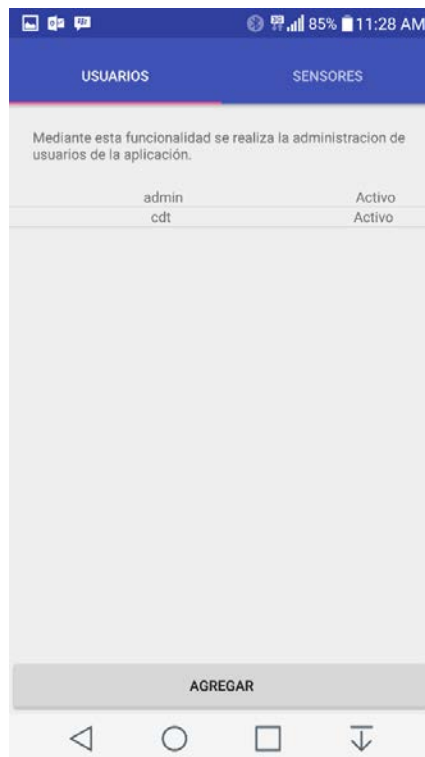 85% 11:28 AM
USUARIOS SENSORES
Mediante esta funcionalidad se realiza la administracion de
usuarios de la aplicación.
admin Activo
cdt Activo
AGREGAR